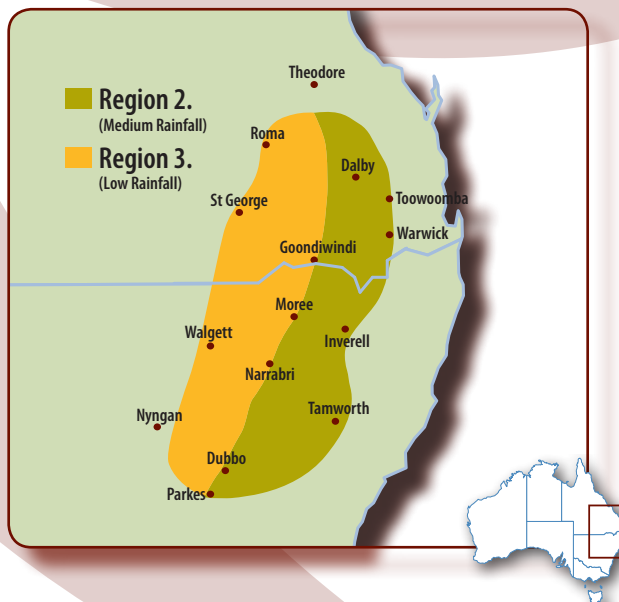 Theodore
Region 2.
(Medium Rainfall)
Roma
Region 3.
Dalby
(Low Rainfall)
St George
Toowoomba
Warwick
Goondiwindi
Moree
Walgett
Inverell
Narrabri
Tamworth
Nyngan
Dubbo
Parkes